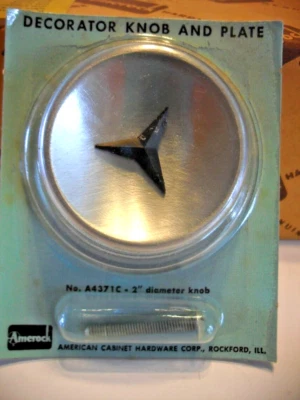 DECORATOR KNOB AND PLATE
No. A4371C - 2" diameter knob
Amerock
AMERICAN CABINET HARDWARE CORP., ROCKFORD, ILL.